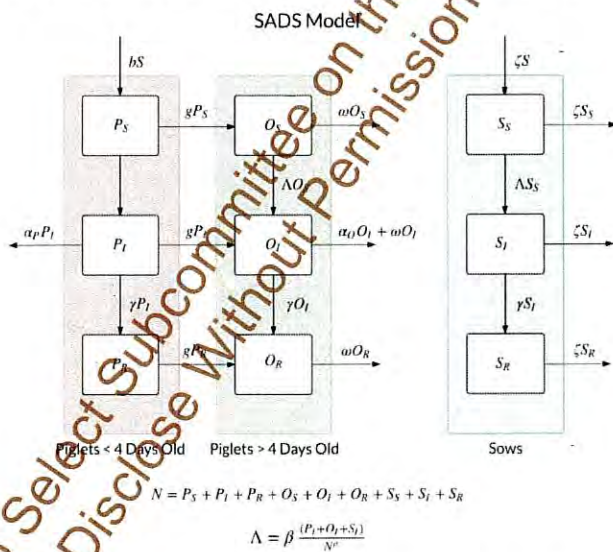 SADS Model
bS
ζS
P_S
gP_S
O_S
ωO_S
S_S
ζS_S
ΛO_S
ΛS_S
α_P P_I
P_I
gP_I
O_I
α_O O_I + ωO_I
S_I
ζS_I
γP_I
γO_I
γS_I
P_R
gP_R
O_R
ωO_R
S_R
ζS_R
Piglets < 4 Days Old
Piglets > 4 Days Old
Sows
N = P_S + P_I + P_R + O_S + O_I + O_R + S_S + S_I + S_R
Λ = β (P_I+O_I+S_I) / N^σ
Select Subcommittee on th
Disclose Without Permission